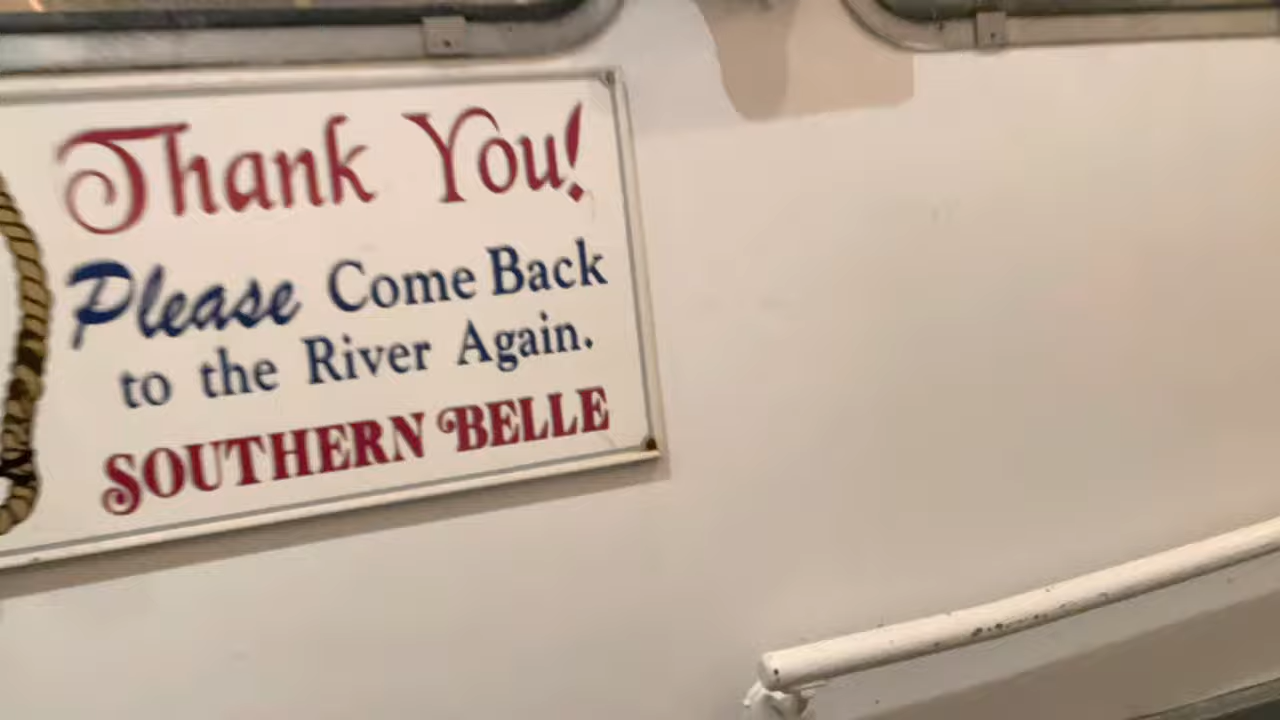 Thank You!
Please Come Back
to the River Again.
SOUTHERN BELLE